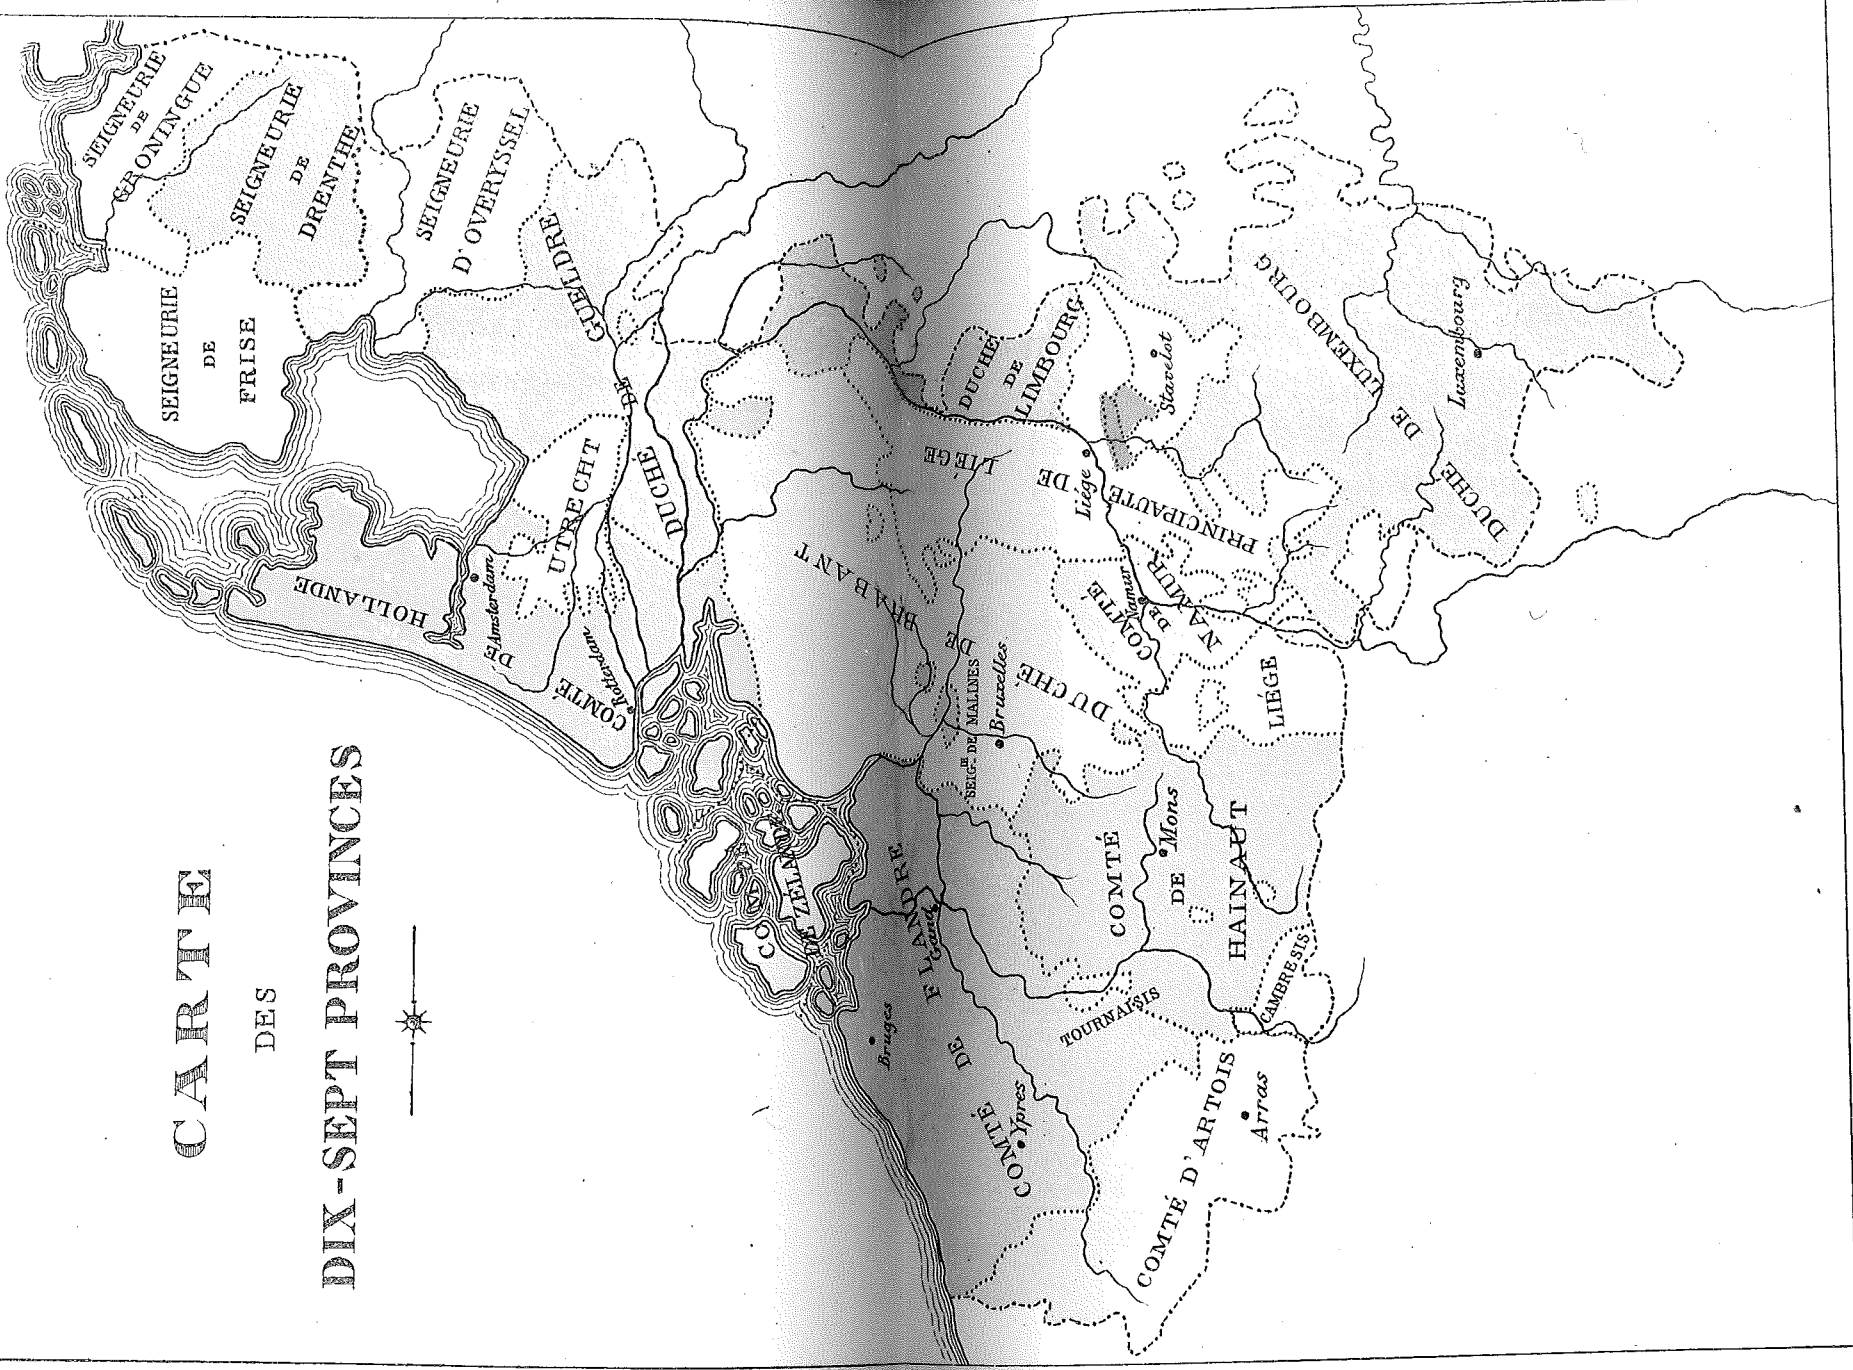 CARTE
DES
DIX-SEPT PROVINCES
SEIGNEURIE
DE
GRONINGUE
SEIGNEURIE
DE
DRENTHE
SEIGNEURIE
DE
FRISE
SEIGNEURIE
D'OVERYSSEL
DUCHÉ DE GUELDRE
UTRECHT
COMTÉ DE HOLLANDE
Amsterdam
Rotterdam
COMTÉ
DE ZÉLANDE
DUCHÉ DE BRABANT
SEIG.DE DE MALINES
Bruxelles
COMTÉ DE FLANDRE
Bruges
Gand
Ypres
TOURNAISIS
COMTÉ D'ARTOIS
Arras
CAMBRESIS
COMTÉ
DE
HAINAUT
Mons
COMTÉ
DE
NAMUR
Namur
PRINCIPAUTÉ DE LIÉGE
Liége
LIÉGE
DUCHÉ
DE
LIMBOURG
Stavelot
DUCHÉ DE LUXEMBOURG
Luxembourg